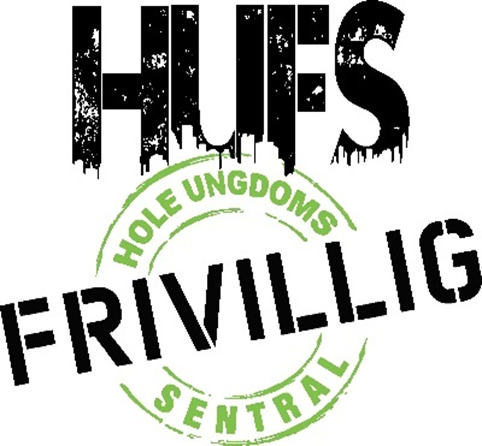 HUFS
HOLE UNGDOMS
FRIVILLIG
SENTRAL